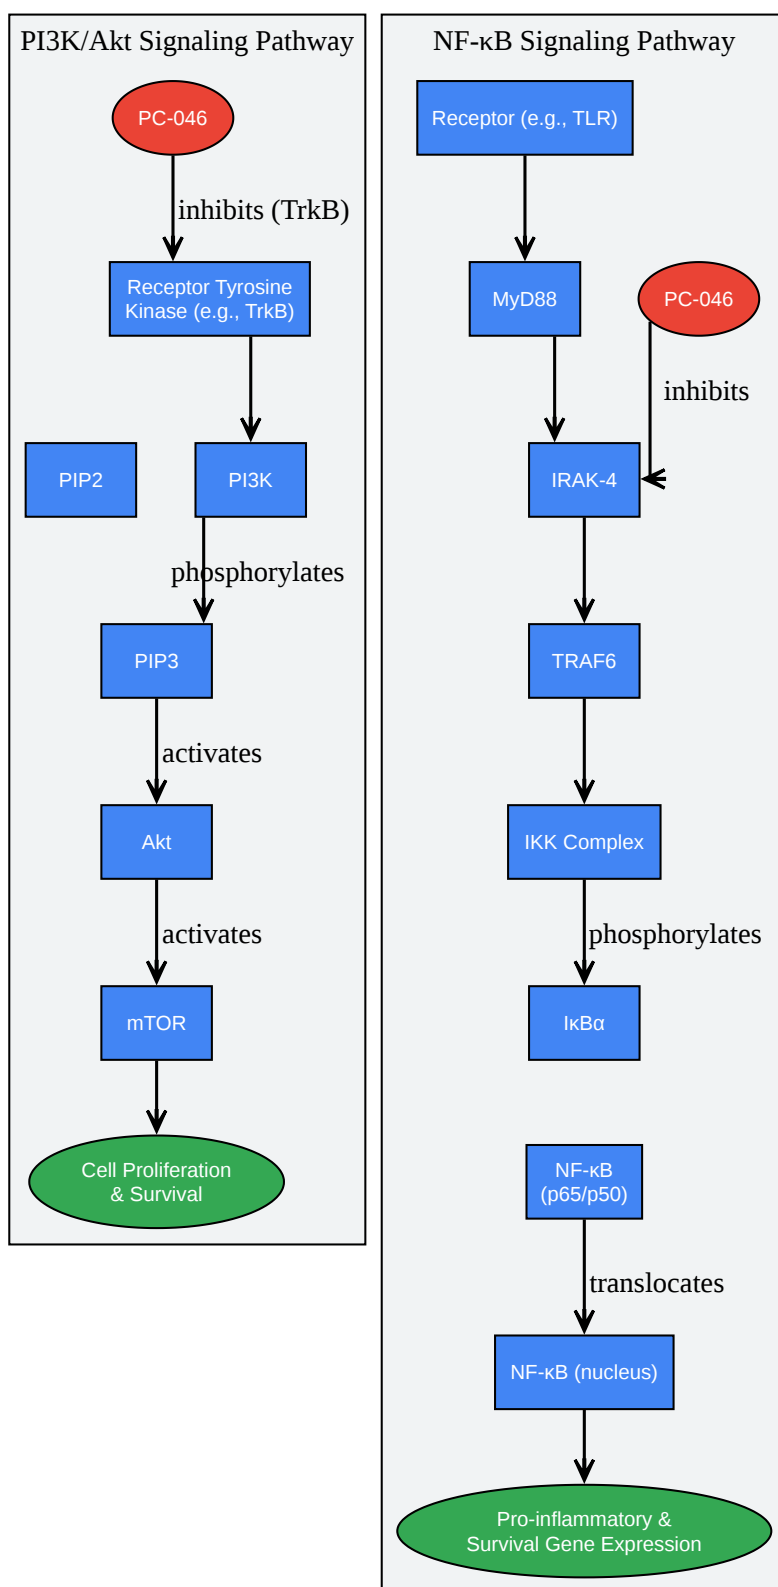 PI3K/Akt Signaling Pathway
PC-046
inhibits (TrkB)
Receptor Tyrosine
Kinase (e.g., TrkB)
PIP2
PI3K
phosphorylates
PIP3
activates
Akt
activates
mTOR
Cell Proliferation
& Survival
NF-κB Signaling Pathway
Receptor (e.g., TLR)
MyD88
PC-046
inhibits
IRAK-4
TRAF6
IKK Complex
phosphorylates
IκBα
NF-κB
(p65/p50)
translocates
NF-κB (nucleus)
Pro-inflammatory &
Survival Gene Expression